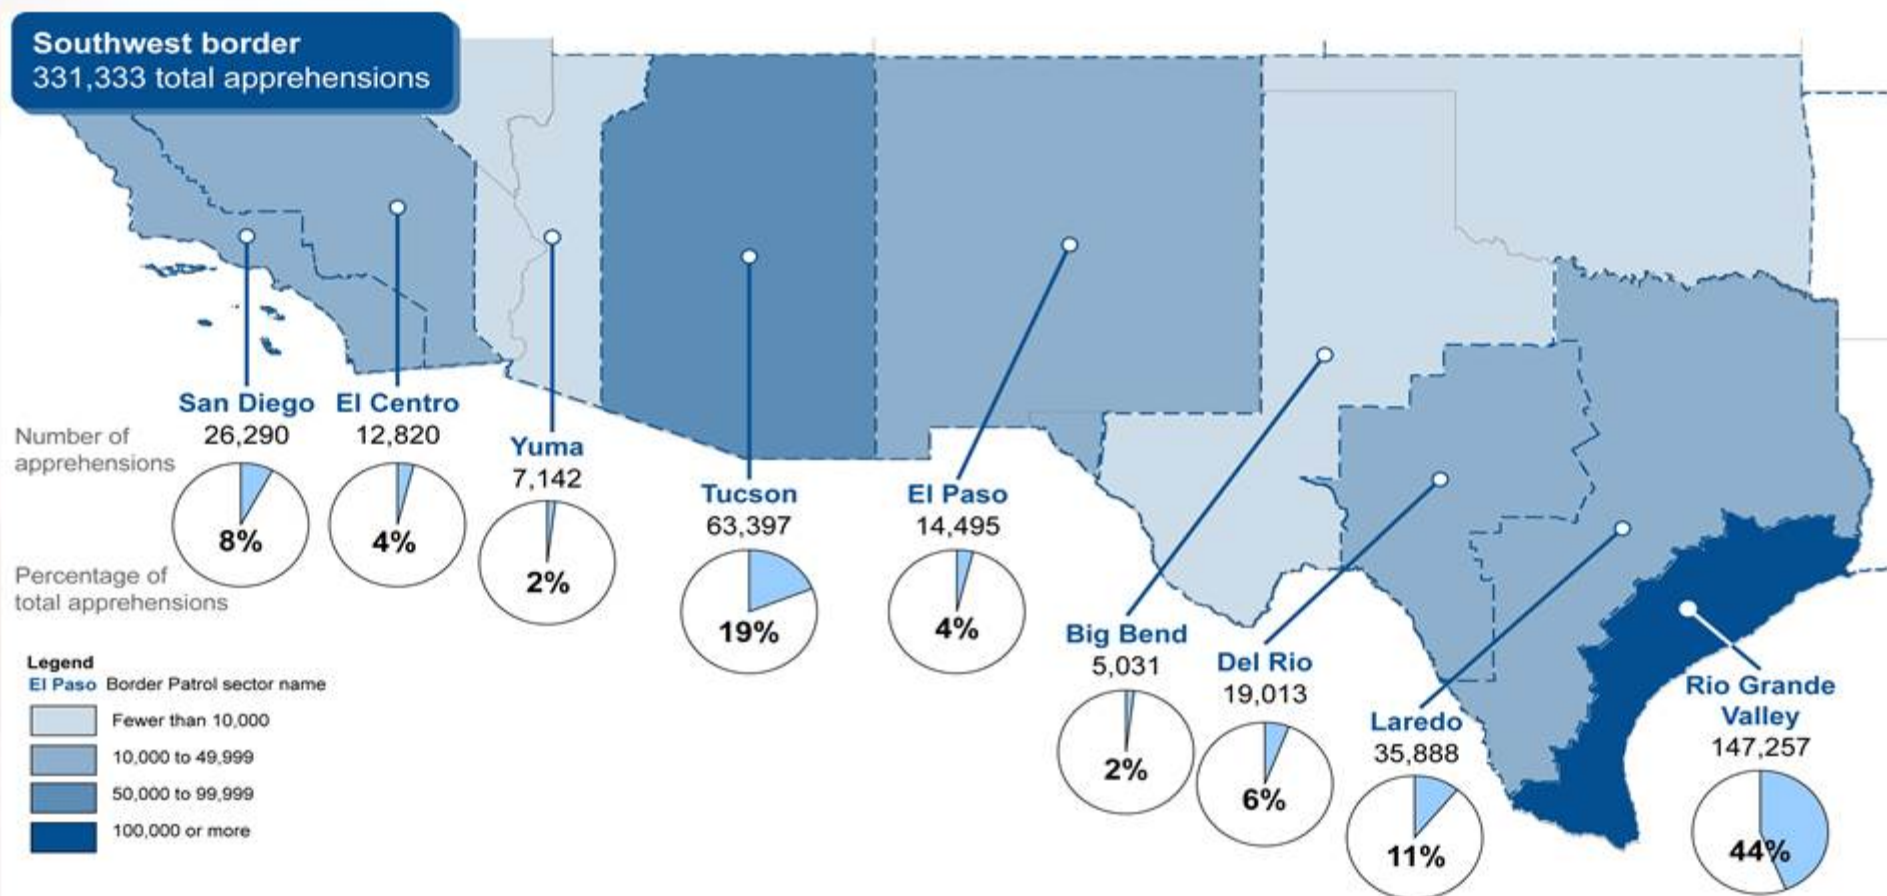 Southwest border
331,333 total apprehensions
San Diego
26,290
8%
El Centro
12,820
4%
Yuma
7,142
2%
Tucson
63,397
19%
El Paso
14,495
4%
Big Bend
5,031
2%
Del Rio
19,013
6%
Laredo
35,888
11%
Rio Grande
Valley
147,257
44%
Number of
apprehensions
Percentage of
total apprehensions
Legend
El Paso Border Patrol sector name
Fewer than 10,000
10,000 to 49,999
50,000 to 99,999
100,000 or more